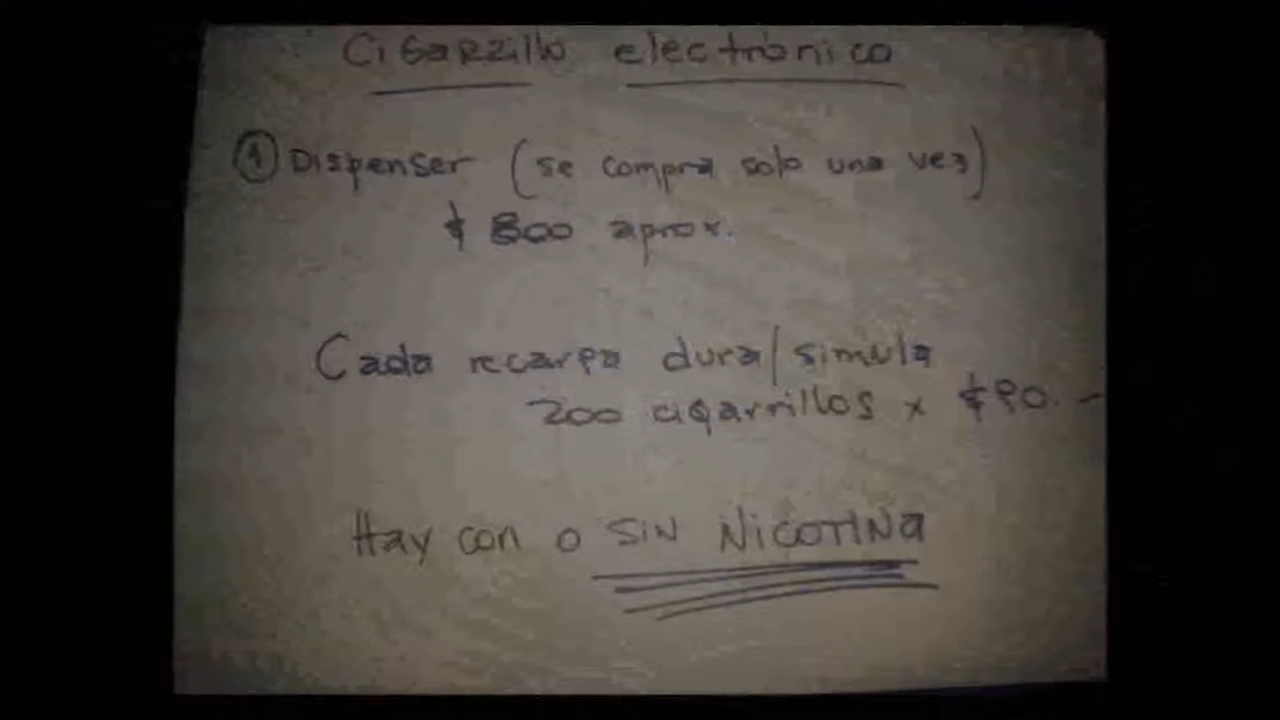 Cigarrillo electrónico
① Dispenser (se compra solo una vez)
$ 800 aprox.
Cada recarga dura/simula
200 cigarrillos x $90.-
Hay con o SIN NICOTINA